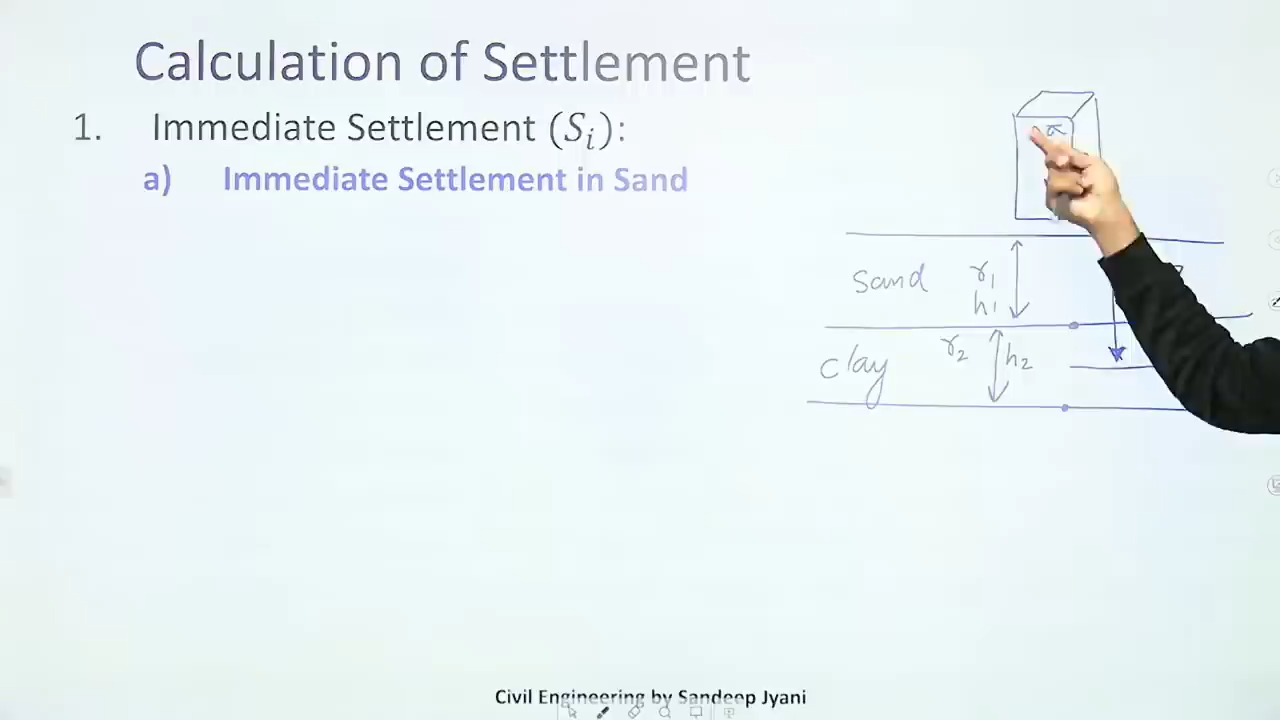 Calculation of Settlement
1. Immediate Settlement (Sᵢ):
a) Immediate Settlement in Sand
Sand γ₁
h₁
clay γ₂ h₂
Civil Engineering by Sandeep Jyani